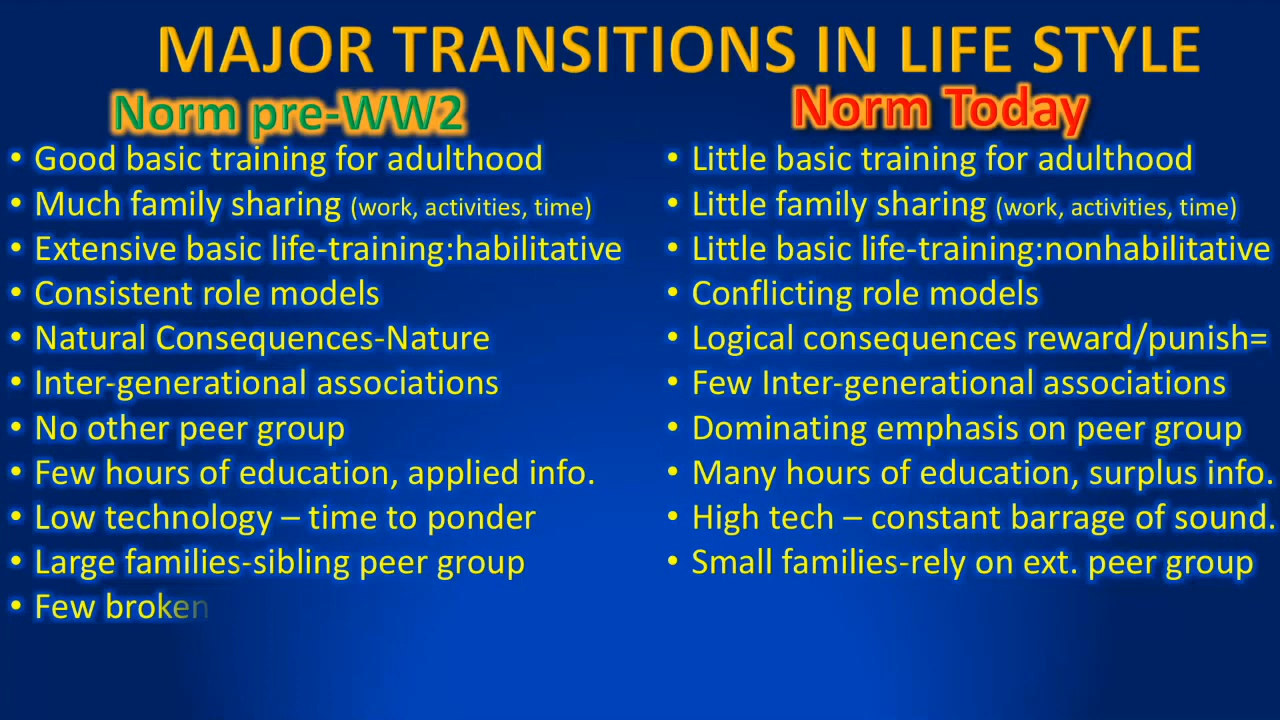 MAJOR TRANSITIONS IN LIFE STYLE
Norm pre-WW2
• Good basic training for adulthood
• Much family sharing (work, activities, time)
• Extensive basic life-training:habilitative
• Consistent role models
• Natural Consequences-Nature
• Inter-generational associations
• No other peer group
• Few hours of education, applied info.
• Low technology – time to ponder
• Large families-sibling peer group
• Few broken
Norm Today
• Little basic training for adulthood
• Little family sharing (work, activities, time)
• Little basic life-training:nonhabilitative
• Conflicting role models
• Logical consequences reward/punish=
• Few Inter-generational associations
• Dominating emphasis on peer group
• Many hours of education, surplus info.
• High tech – constant barrage of sound.
• Small families-rely on ext. peer group